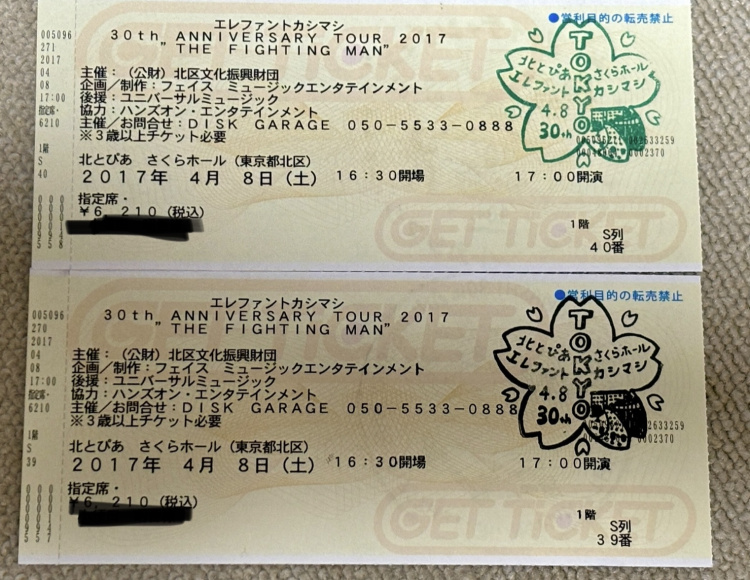 005096
271
2017
04
08
17:00
指定席・
6210
1階
S
40
エレファントカシマシ
30th ANNIVERSARY TOUR 2017
"THE FIGHTING MAN"
主催：（公財）北区文化振興財団
企画／制作：フェイス　ミュージックエンタテインメント
後援：ユニバーサルミュージック
協力：ハンズオン・エンタテインメント
主催／お問合せ：DISK GARAGE 050-5533-0888
※３歳以上チケット必要
北とぴあ　さくらホール（東京都北区）
2017年 4月 8日（土） 16:30開場 17:00開演
指定席・
¥6,210（税込）
1階
S列
40番
●営利目的の転売禁止
TOKYO
北とぴあ さくらホール
エレファント カシマシ
4.8
30th
GET TICKET
005096
270
2017
04
08
17:00
指定席・
6210
1階
S
39
エレファントカシマシ
30th ANNIVERSARY TOUR 2017
"THE FIGHTING MAN"
主催：（公財）北区文化振興財団
企画／制作：フェイス　ミュージックエンタテインメント
後援：ユニバーサルミュージック
協力：ハンズオン・エンタテインメント
主催／お問合せ：DISK GARAGE 050-5533-0888
※３歳以上チケット必要
北とぴあ　さくらホール（東京都北区）
2017年 4月 8日（土） 16:30開場 17:00開演
指定席・
¥6,210（税込）
1階
S列
39番
●営利目的の転売禁止
TOKYO
北とぴあ さくらホール
エレファント カシマシ
4.8
30th
GET TICKET